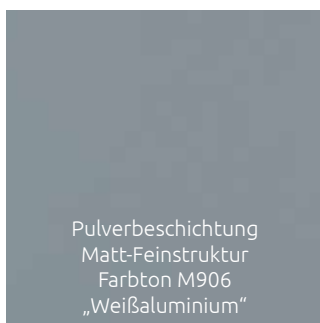 Pulverbeschichtung
Matt-Feinstruktur
Farbton M906
„Weißaluminium“